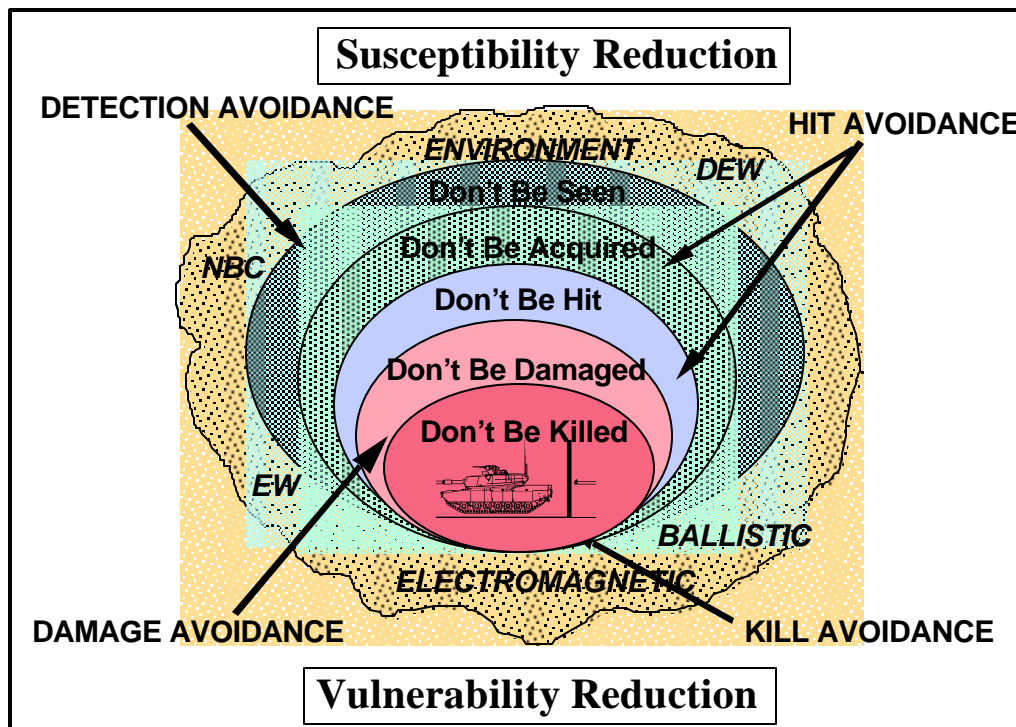 Susceptibility Reduction
DETECTION AVOIDANCE
HIT AVOIDANCE
ENVIRONMENT
DEW
Don't Be Seen
Don't Be Acquired
NBC
Don't Be Hit
Don't Be Damaged
Don't Be Killed
EW
BALLISTIC
ELECTROMAGNETIC
DAMAGE AVOIDANCE
KILL AVOIDANCE
Vulnerability Reduction